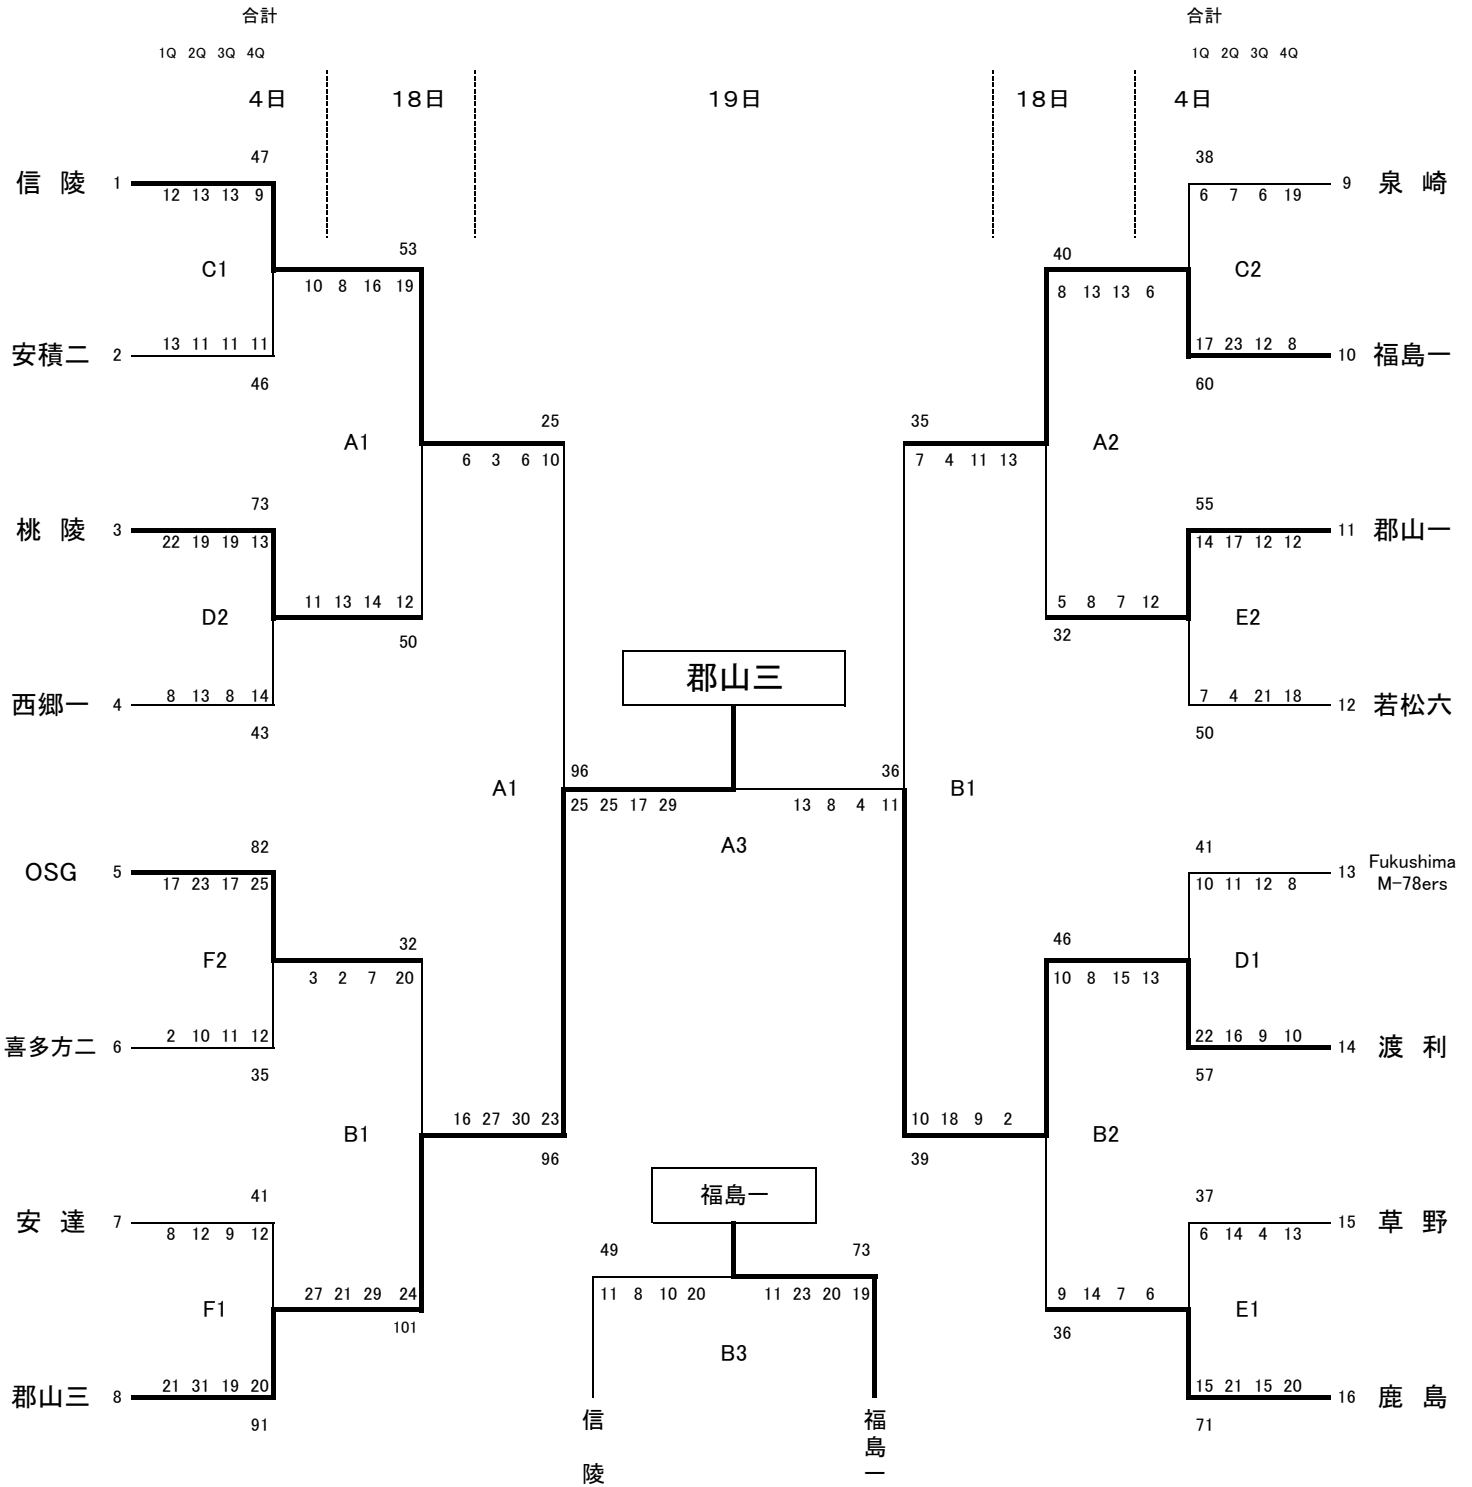 合計 合計
1Q 2Q 3Q 4Q 1Q 2Q 3Q 4Q
4日 18日 19日 18日 4日
47 38
信 陵 1 9 泉 崎
12 13 13 9 6 7 6 19
53 40
C1 C2
10 8 16 19 8 13 13 6
13 11 11 11 17 23 12 8
安積二 2 10 福島一
46 60
25 35
A1 A2
6 3 6 10 7 4 11 13
73 55
桃 陵 3 11 郡山一
22 19 19 13 14 17 12 12
11 13 14 12 5 8 7 12
D2 E2
50 32
郡山三
8 13 8 14 7 4 21 18
西郷一 4 12 若松六
43 50
96 36
A1 B1
25 25 17 29 13 8 4 11
A3
82 41
OSG 5 13 Fukushima
M-78ers
17 23 17 25 10 11 12 8
32 46
F2 D1
3 2 7 20 10 8 15 13
2 10 11 12 22 16 9 10
喜多方二 6 14 渡 利
35 57
16 27 30 23 10 18 9 2
B1 B2
96 39
福島一
41 37
安 達 7 15 草 野
8 12 9 12 6 14 4 13
49 73
27 21 29 24 11 8 10 20 11 23 20 19 9 14 7 6
F1 E1
101 36
B3
21 31 19 20 15 21 15 20
郡山三 8 16 鹿 島
91 71
信 陵 福島一